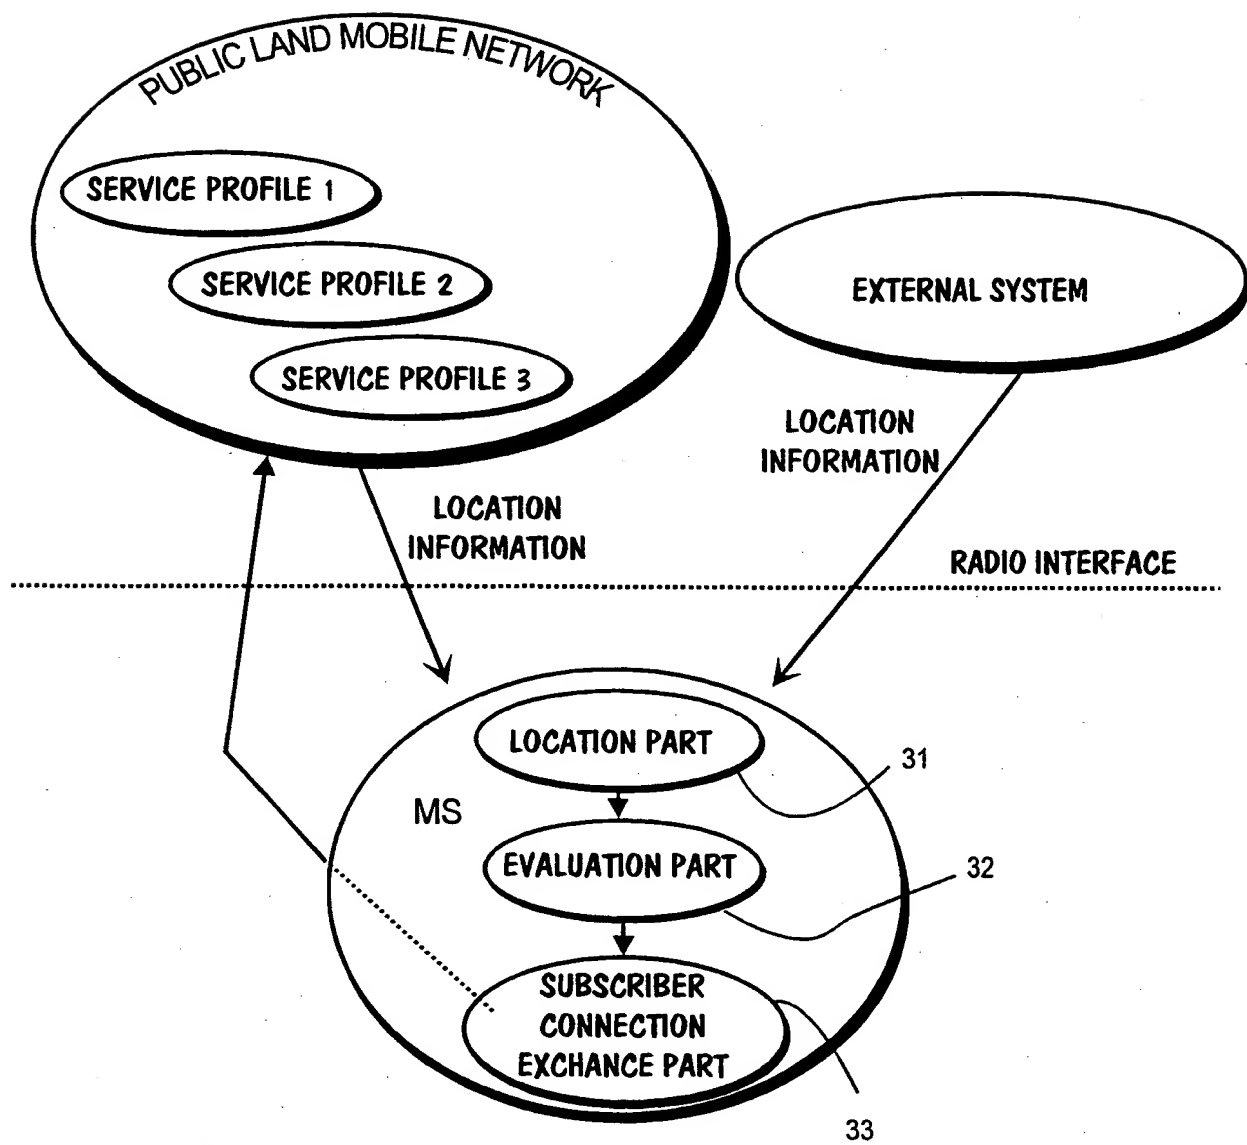 PUBLIC LAND MOBILE NETWORK
SERVICE PROFILE 1
SERVICE PROFILE 2
SERVICE PROFILE 3
EXTERNAL SYSTEM
LOCATION
INFORMATION
LOCATION
INFORMATION
RADIO INTERFACE
LOCATION PART
31
MS
EVALUATION PART
32
SUBSCRIBER
CONNECTION
EXCHANCE PART
33